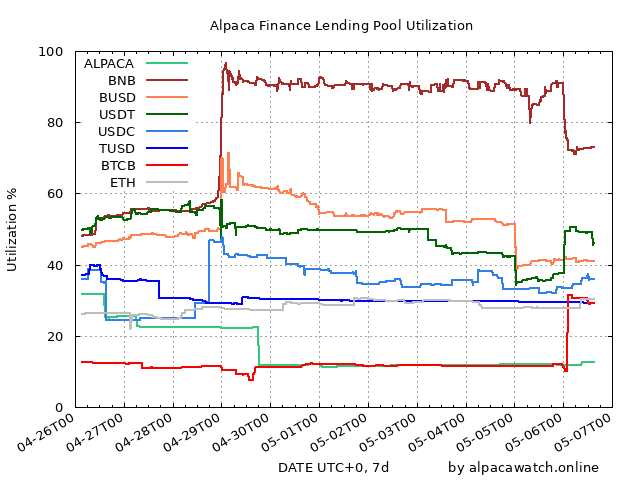 Alpaca Finance Lending Pool Utilization
100
80
60
40
20
0
Utilization %
ALPACA
BNB
BUSD
USDT
USDC
TUSD
BTCB
ETH
04-26T00
04-27T00
04-28T00
04-29T00
04-30T00
05-01T00
05-02T00
05-03T00
05-04T00
05-05T00
05-06T00
05-07T00
DATE UTC+0, 7d
by alpacawatch.online